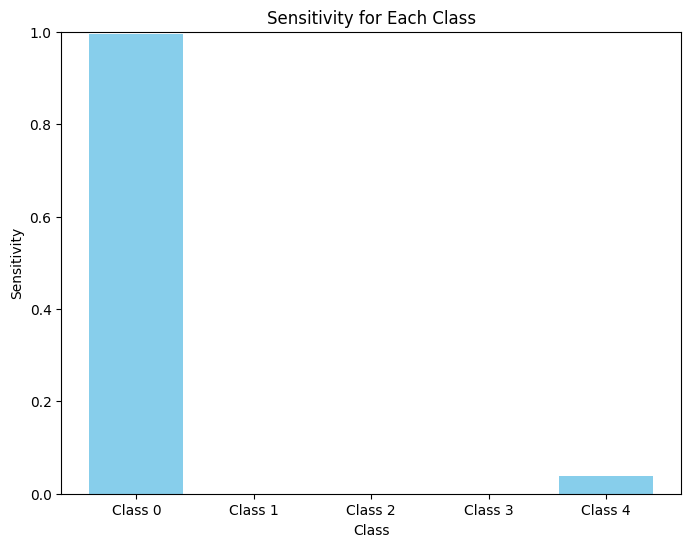 Sensitivity for Each Class
1.0
0.8
0.6
0.4
0.2
0.0
Sensitivity
Class 0
Class 1
Class 2
Class 3
Class 4
Class